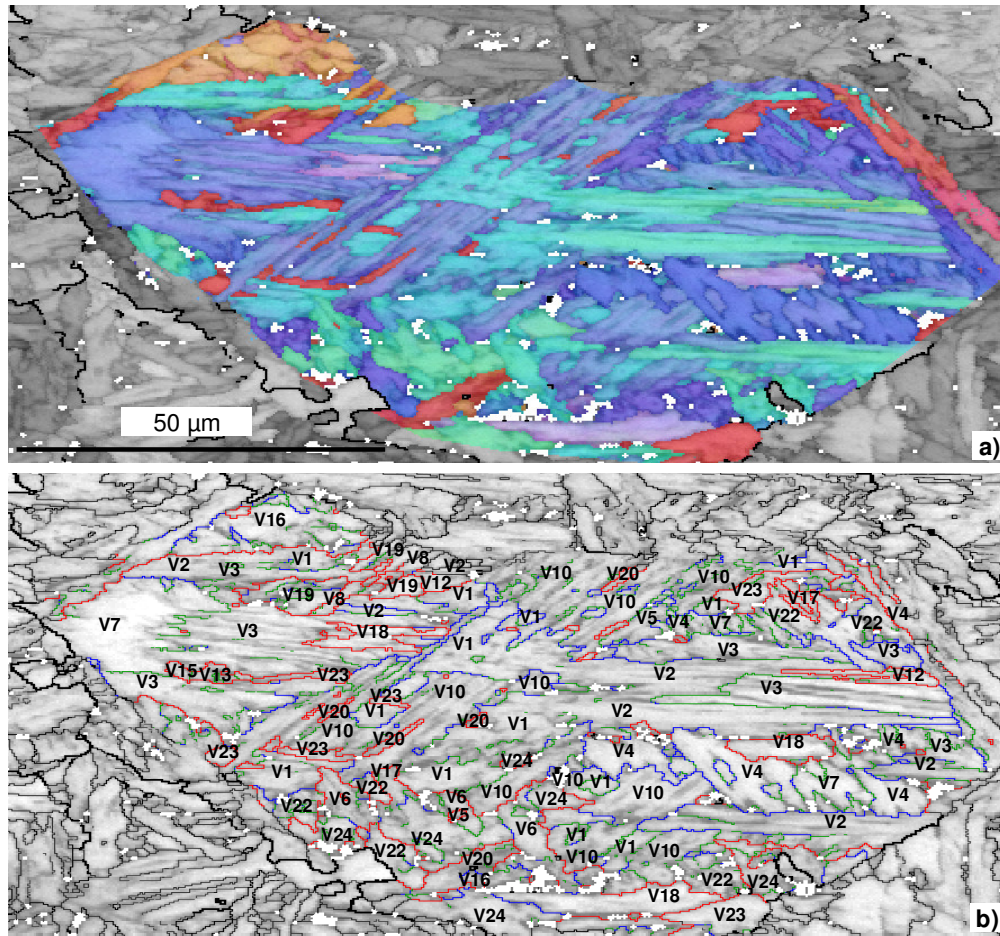 50 µm
a)
V16
V19
V2 V3 V1 V8 V2 V10 V20 V10 V1
V19 V8 V19 V12 V1 V10 V23 V17
V2 V1 V5 V4 V1 V7 V22 V22 V4
V7 V3 V18 V1 V3 V3
V3 V15 V13 V23 V10 V10 V2 V3 V12
V23
V20 V1 V20 V1 V2
V10 V20 V18 V4 V3
V23 V23 V24 V4 V2
V1 V17 V1 V10 V1 V4 V7 V4
V22 V6 V22 V6 V10 V24 V10
V5 V6 V2
V24 V24 V1
V22 V20 V10 V1 V10
V16 V22 V24
V18
V24 V23
b)